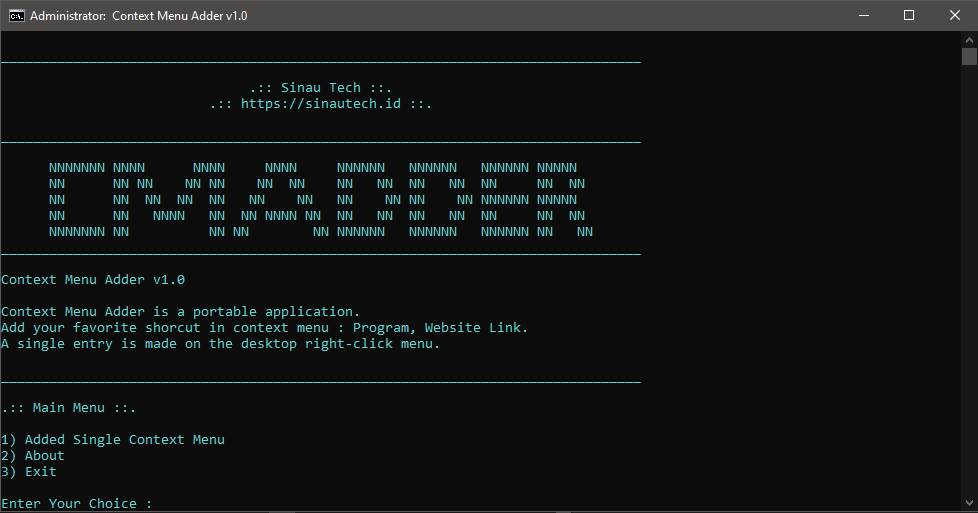 Administrator:  Context Menu Adder v1.0
.:: Sinau Tech ::.
.:: https://sinautech.id ::.
NNNNNNN NNNN      NNNN     NNNN     NNNNNN   NNNNNN   NNNNNN NNNNN
NN      NN NN    NN NN    NN  NN    NN   NN  NN   NN  NN     NN  NN
NN      NN  NN  NN  NN   NN    NN   NN    NN NN    NN NNNNNN NNNNN
NN      NN   NNNN   NN  NN NNNN NN  NN   NN  NN   NN  NN     NN  NN
NNNNNNN NN          NN NN        NN NNNNNN   NNNNNN   NNNNNN NN   NN
Context Menu Adder v1.0
Context Menu Adder is a portable application.
Add your favorite shorcut in context menu : Program, Website Link.
A single entry is made on the desktop right-click menu.
.:: Main Menu ::.
1) Added Single Context Menu
2) About
3) Exit
Enter Your Choice :